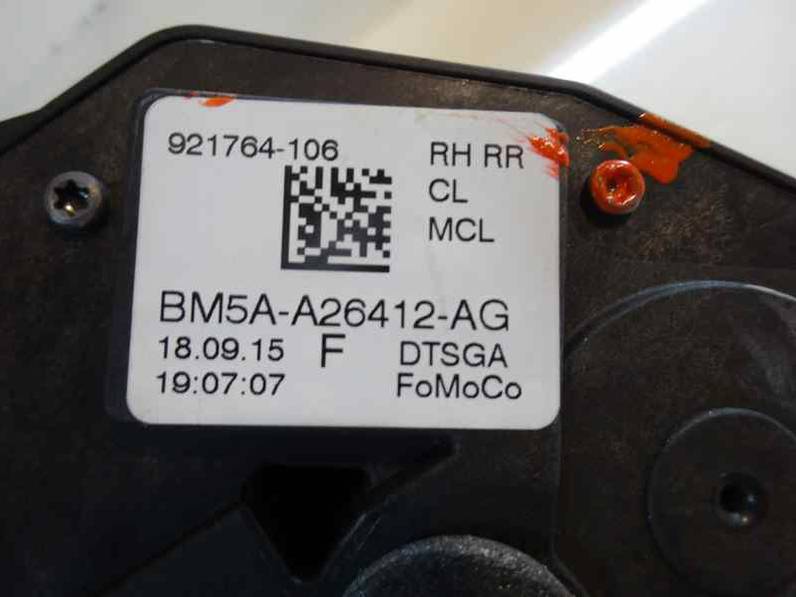 921764-106 RH RR
CL
MCL
BM5A-A26412-AG
18.09.15 F DTSGA
19:07:07 FoMoCo